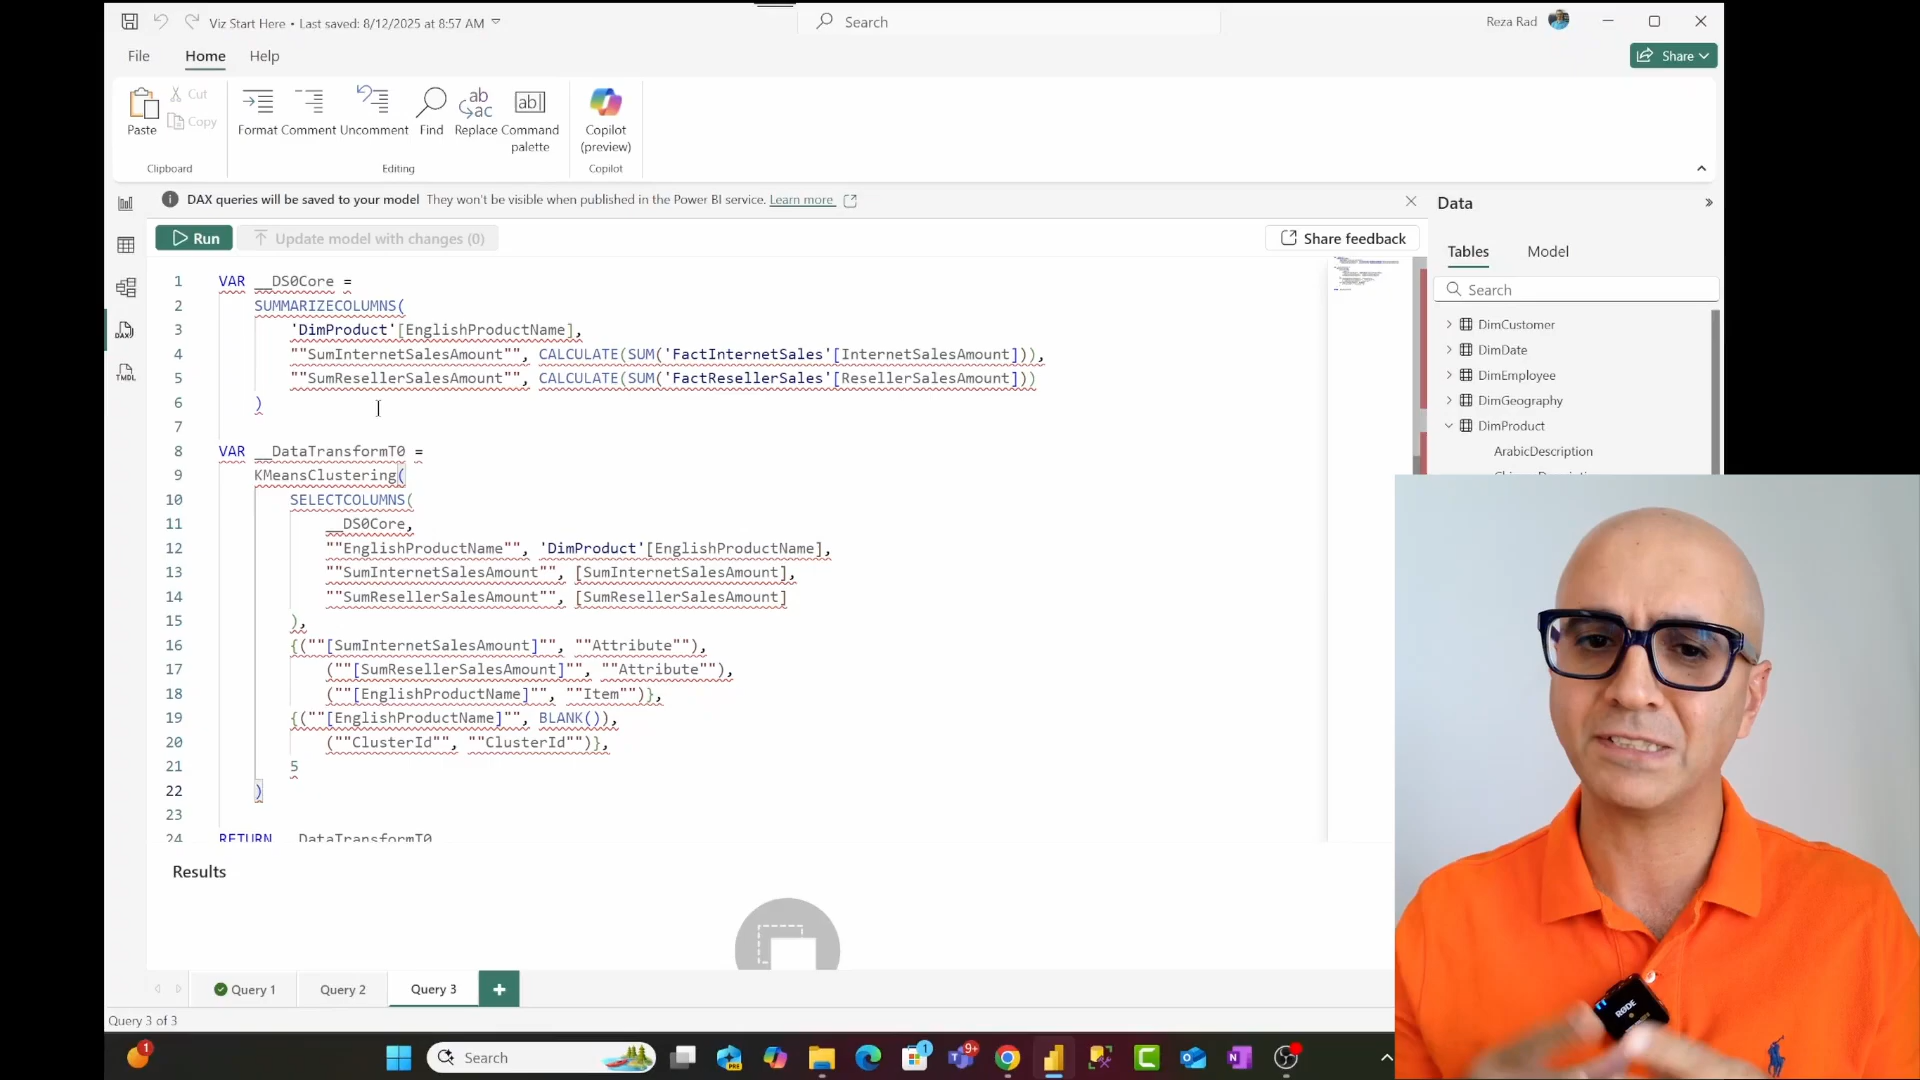 Viz Start Here • Last saved: 8/12/2025 at 8:57 AM
Search
Reza Rad
File
Home
Help
Share
Paste
Cut
Copy
Format
Comment
Uncomment
Find
Replace
Command palette
Copilot (preview)
Clipboard
Editing
Copilot
DAX queries will be saved to your model They won't be visible when published in the Power BI service. Learn more
Data
Run
Update model with changes (0)
Share feedback
Tables
Model
Search
1 VAR __DS0Core =
2 SUMMARIZECOLUMNS(
3 'DimProduct'[EnglishProductName],
4 ""SumInternetSalesAmount"", CALCULATE(SUM('FactInternetSales'[InternetSalesAmount])),
5 ""SumResellerSalesAmount"", CALCULATE(SUM('FactResellerSales'[ResellerSalesAmount]))
6 )
7
8 VAR __DataTransformT0 =
9 KMeansClustering(
10 SELECTCOLUMNS(
11 __DS0Core,
12 ""EnglishProductName"", 'DimProduct'[EnglishProductName],
13 ""SumInternetSalesAmount"", [SumInternetSalesAmount],
14 ""SumResellerSalesAmount"", [SumResellerSalesAmount]
15 ),
16 {(""[SumInternetSalesAmount]"", ""Attribute""),
17 (""[SumResellerSalesAmount]"", ""Attribute""),
18 (""[EnglishProductName]"", ""Item"")},
19 {(""[EnglishProductName]"", BLANK()),
20 (""ClusterId"", ""ClusterId"")},
21 5
22 )
23
24 RETURN __DataTransformT0
DimCustomer
DimDate
DimEmployee
DimGeography
DimProduct
ArabicDescription
DAX
TMDL
Results
Query 1
Query 2
Query 3
Query 3 of 3
1
Search
PRE
1
9+
RØDE